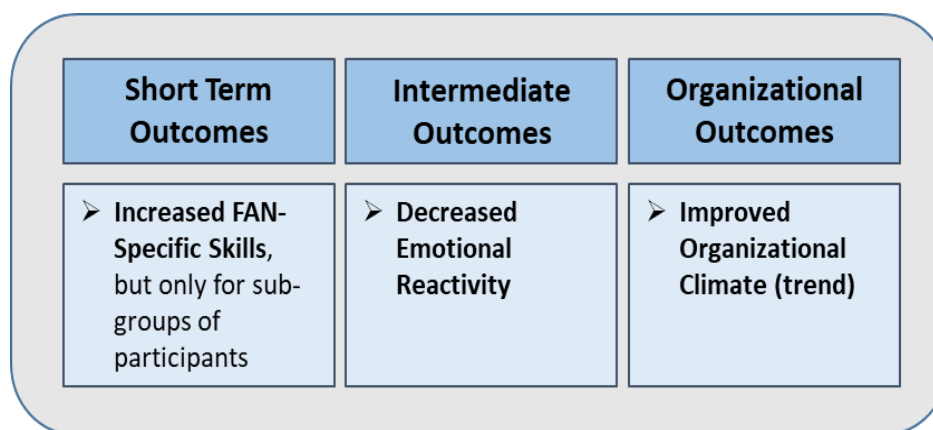 Short Term
Outcomes
Intermediate
Outcomes
Organizational
Outcomes
➢ Increased FAN-
Specific Skills,
but only for sub-
groups of
participants
➢ Decreased
Emotional
Reactivity
➢ Improved
Organizational
Climate (trend)